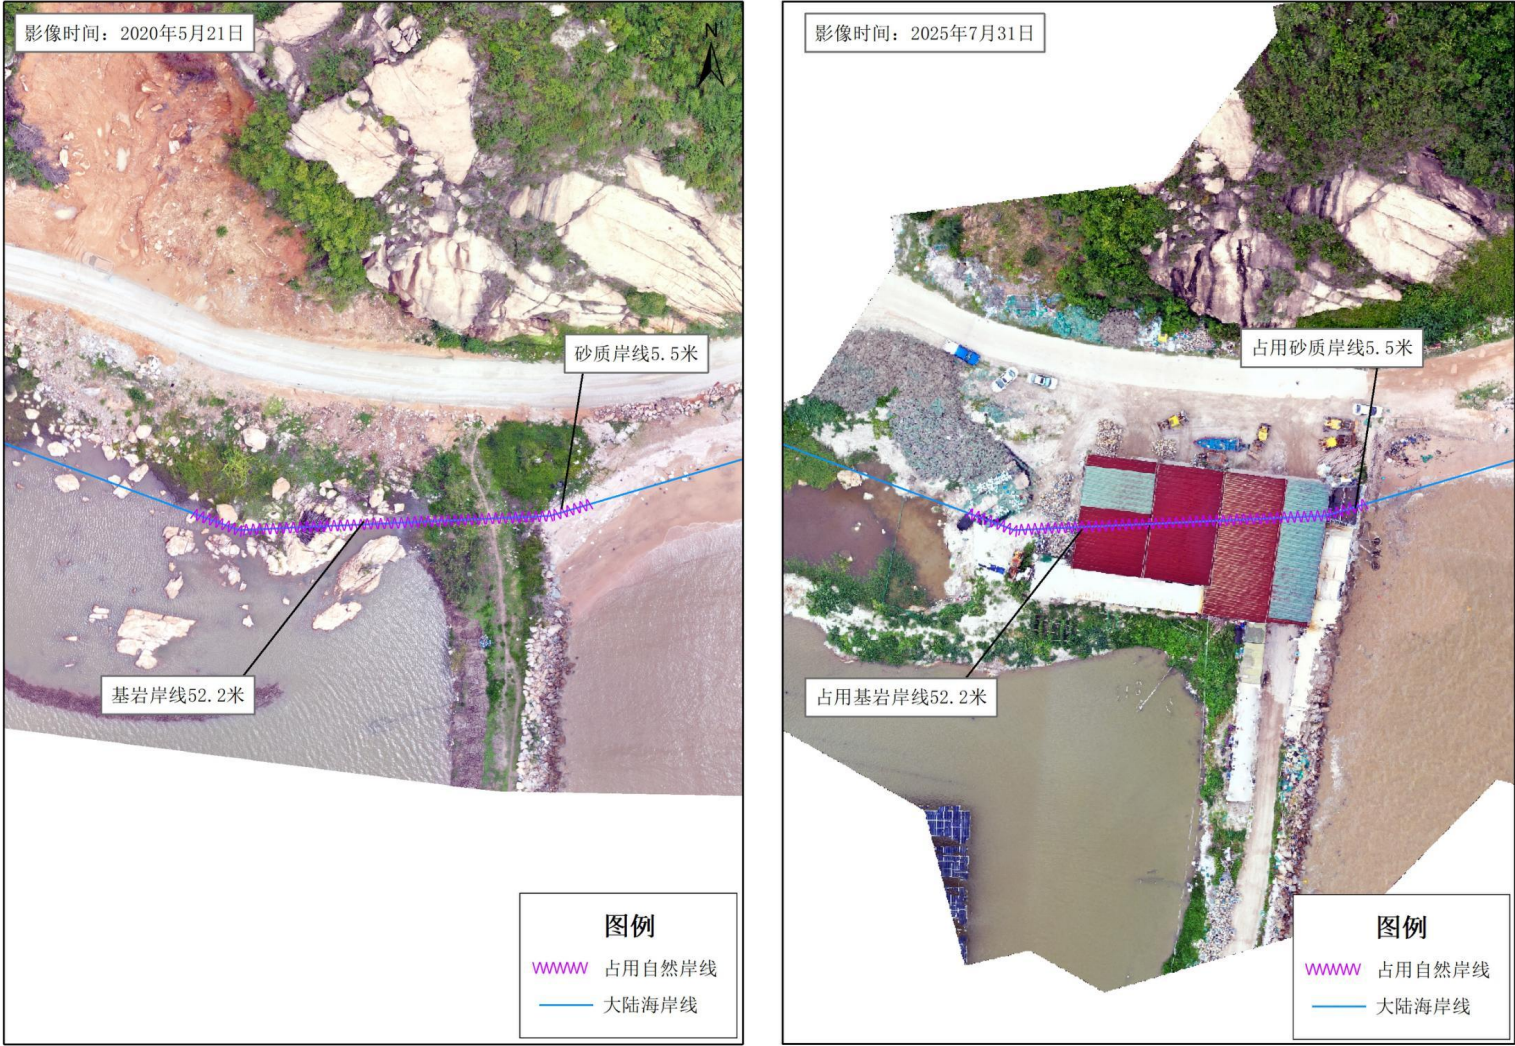 影像时间：2020年5月21日
N
砂质岸线5.5米
基岩岸线52.2米
图例
占用自然岸线
大陆海岸线
影像时间：2025年7月31日
占用砂质岸线5.5米
占用基岩岸线52.2米
图例
占用自然岸线
大陆海岸线